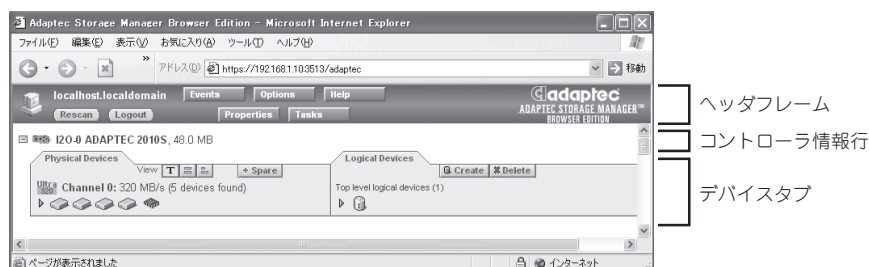 Adaptec Storage Manager Browser Edition - Microsoft Internet Explorer
ファイル(F) 編集(E) 表示(V) お気に入り(A) ツール(T) ヘルプ(H)
» アドレス(D) https://192.168.1.10:3513/adaptec 移動
localhost.localdomain Events Options Help adaptec
Rescan Logout Properties Tasks ADAPTEC STORAGE MANAGER™
BROWSER EDITION
ヘッダフレーム
I2O-0 ADAPTEC 2010S, 48.0 MB
コントローラ情報行
Physical Devices Logical Devices
View T + Spare Create Delete
Ultra 320 Channel 0: 320 MB/s (5 devices found) Top level logical devices (1)
デバイスタブ
ページが表示されました インターネット